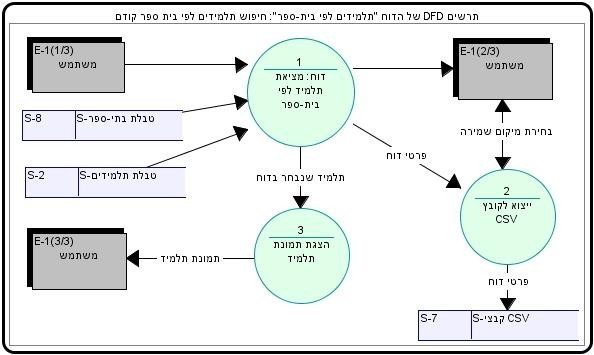 תרשים DFD של הדוח "תלמידים לפי בית-ספר": חיפוש תלמידים לפי בית ספר קודם
E-1(1/3)
משתמש
1
דוח: מציאת
תלמיד לפי
בית-ספר
E-1(2/3)
משתמש
S-8
S-טבלת בתי-ספר
בחירת מיקום שמירה
פרטי דוח
S-2
S-טבלת תלמידים
תלמיד שנבחר בדוח
2
ייצוא לקובץ
CSV
3
הצגת תמונת
תלמיד
E-1(3/3)
משתמש
תמונת תלמיד
פרטי דוח
S-7
S-קבצי CSV